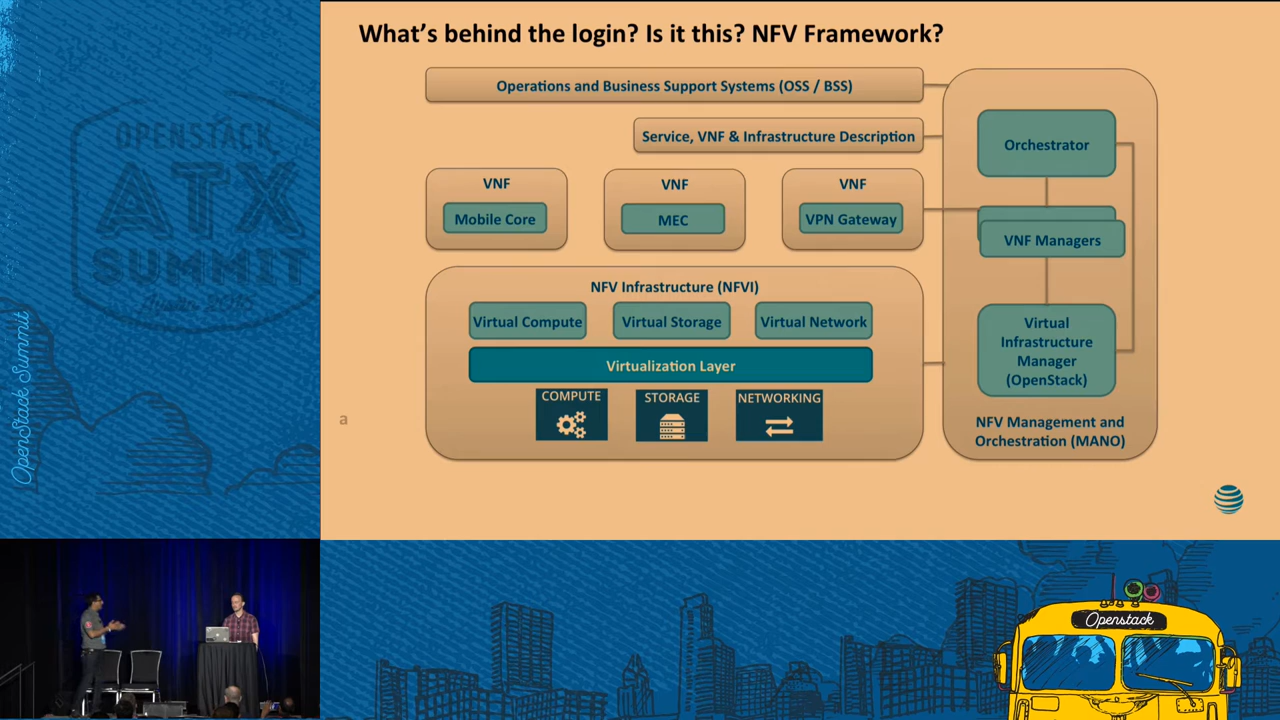 What's behind the login? Is it this? NFV Framework?
Operations and Business Support Systems (OSS / BSS)
Service, VNF & Infrastructure Description
Orchestrator
VNF
Mobile Core
VNF
MEC
VNF
VPN Gateway
VNF Managers
NFV Infrastructure (NFVI)
Virtual Compute
Virtual Storage
Virtual Network
Virtualization Layer
COMPUTE
STORAGE
NETWORKING
Virtual
Infrastructure
Manager
(OpenStack)
NFV Management and
Orchestration (MANO)
a
OPENSTACK
ATX
SUMMIT
Austin 2016
OpenStack Summit
Openstack